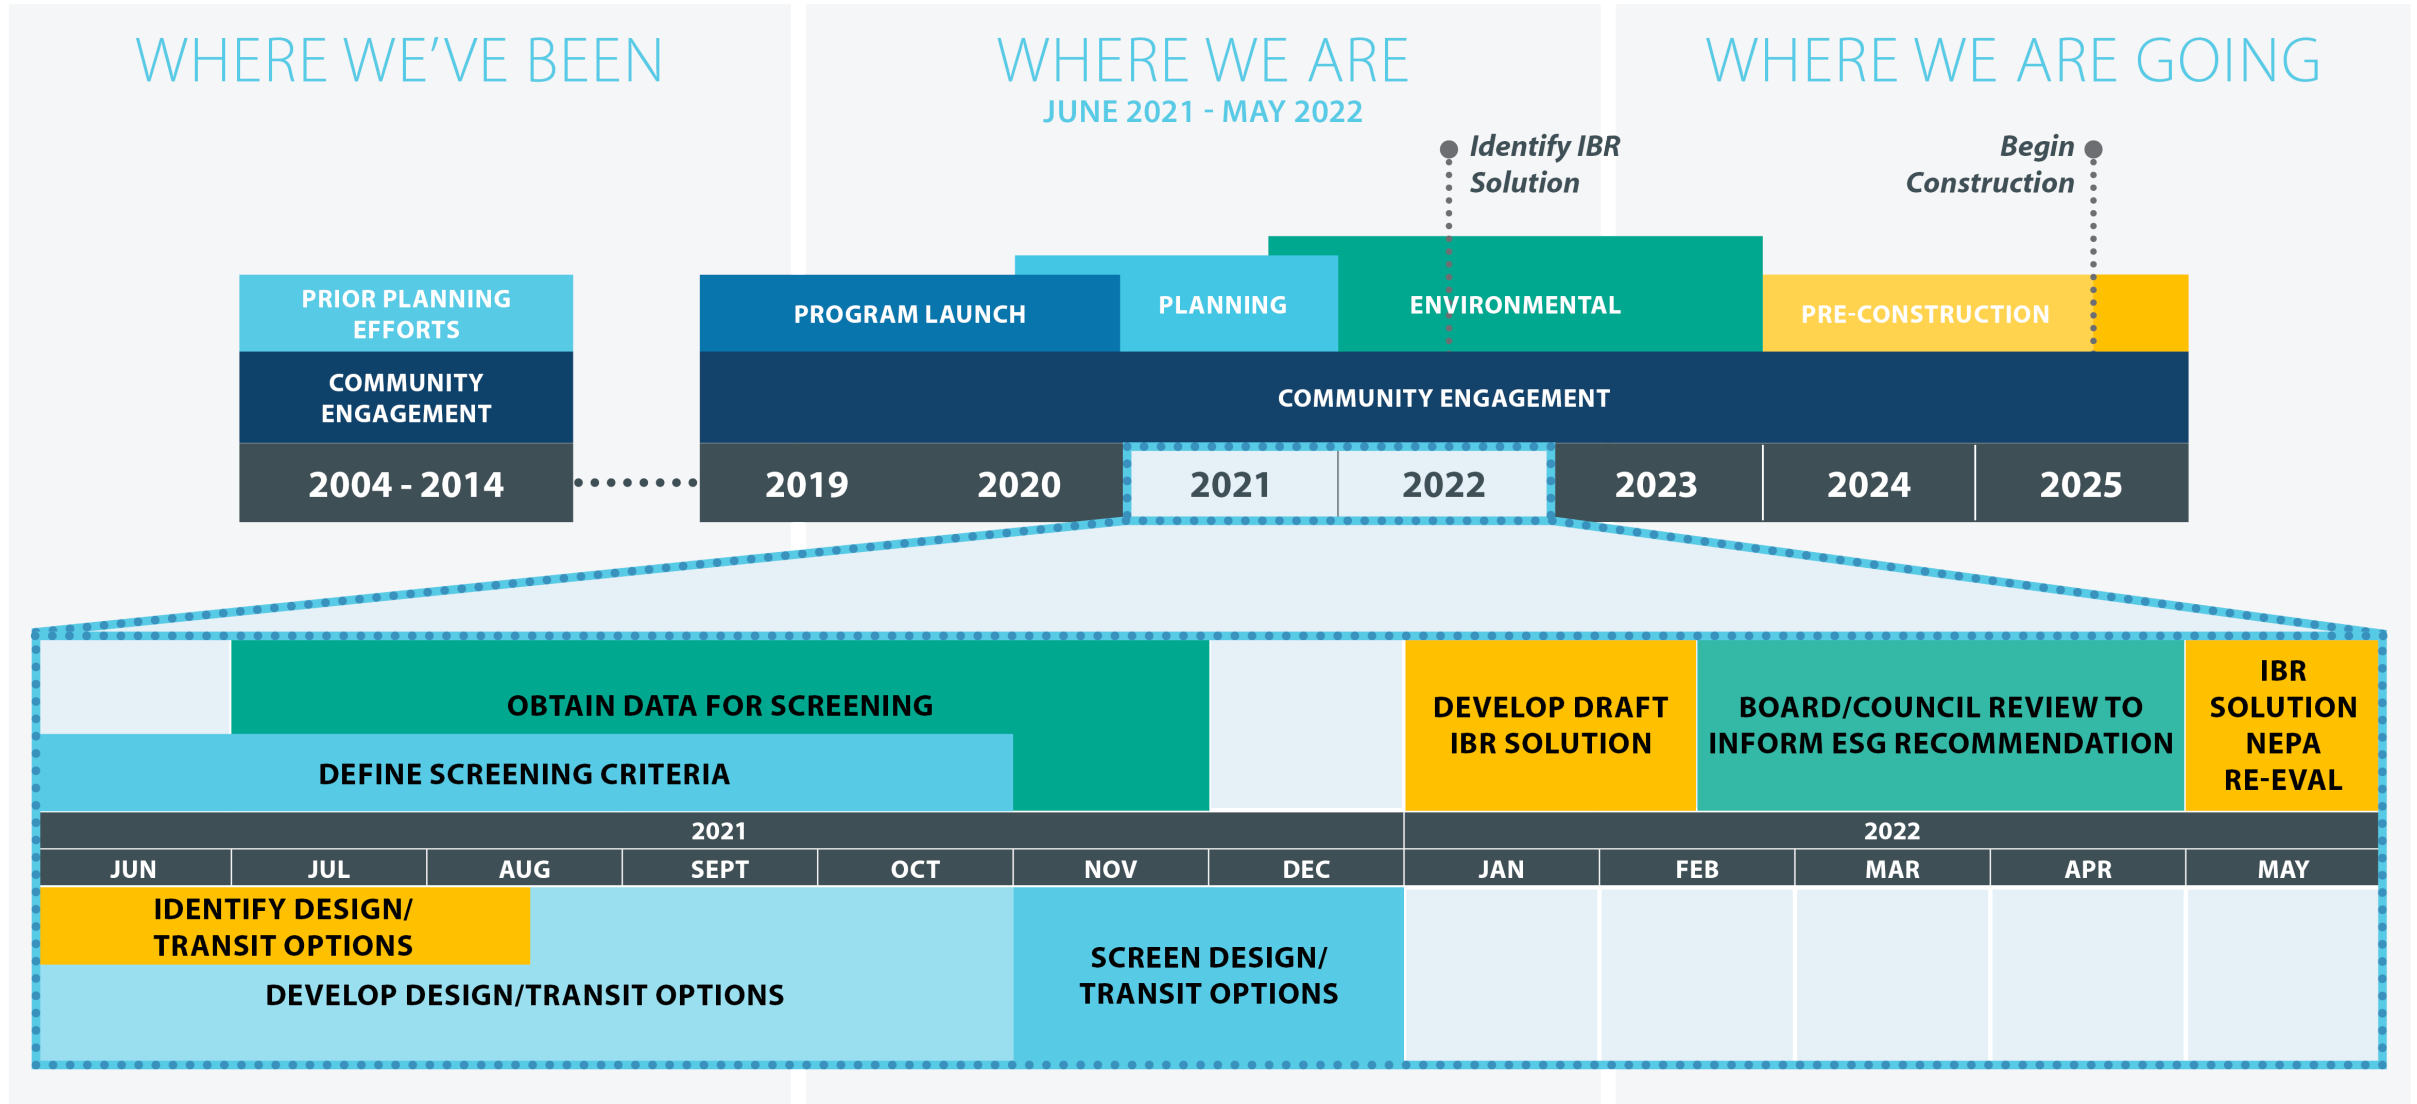 WHERE WE’VE BEEN
WHERE WE ARE
JUNE 2021 - MAY 2022
WHERE WE ARE GOING
Identify IBR
Solution
Begin
Construction
PRIOR PLANNING
EFFORTS
PROGRAM LAUNCH
PLANNING
ENVIRONMENTAL
PRE-CONSTRUCTION
COMMUNITY
ENGAGEMENT
COMMUNITY ENGAGEMENT
2004 - 2014
2019
2020
2021
2022
2023
2024
2025
OBTAIN DATA FOR SCREENING
DEFINE SCREENING CRITERIA
DEVELOP DRAFT
IBR SOLUTION
BOARD/COUNCIL REVIEW TO
INFORM ESG RECOMMENDATION
IBR
SOLUTION
NEPA
RE-EVAL
2021
2022
JUN
JUL
AUG
SEPT
OCT
NOV
DEC
JAN
FEB
MAR
APR
MAY
IDENTIFY DESIGN/
TRANSIT OPTIONS
DEVELOP DESIGN/TRANSIT OPTIONS
SCREEN DESIGN/
TRANSIT OPTIONS